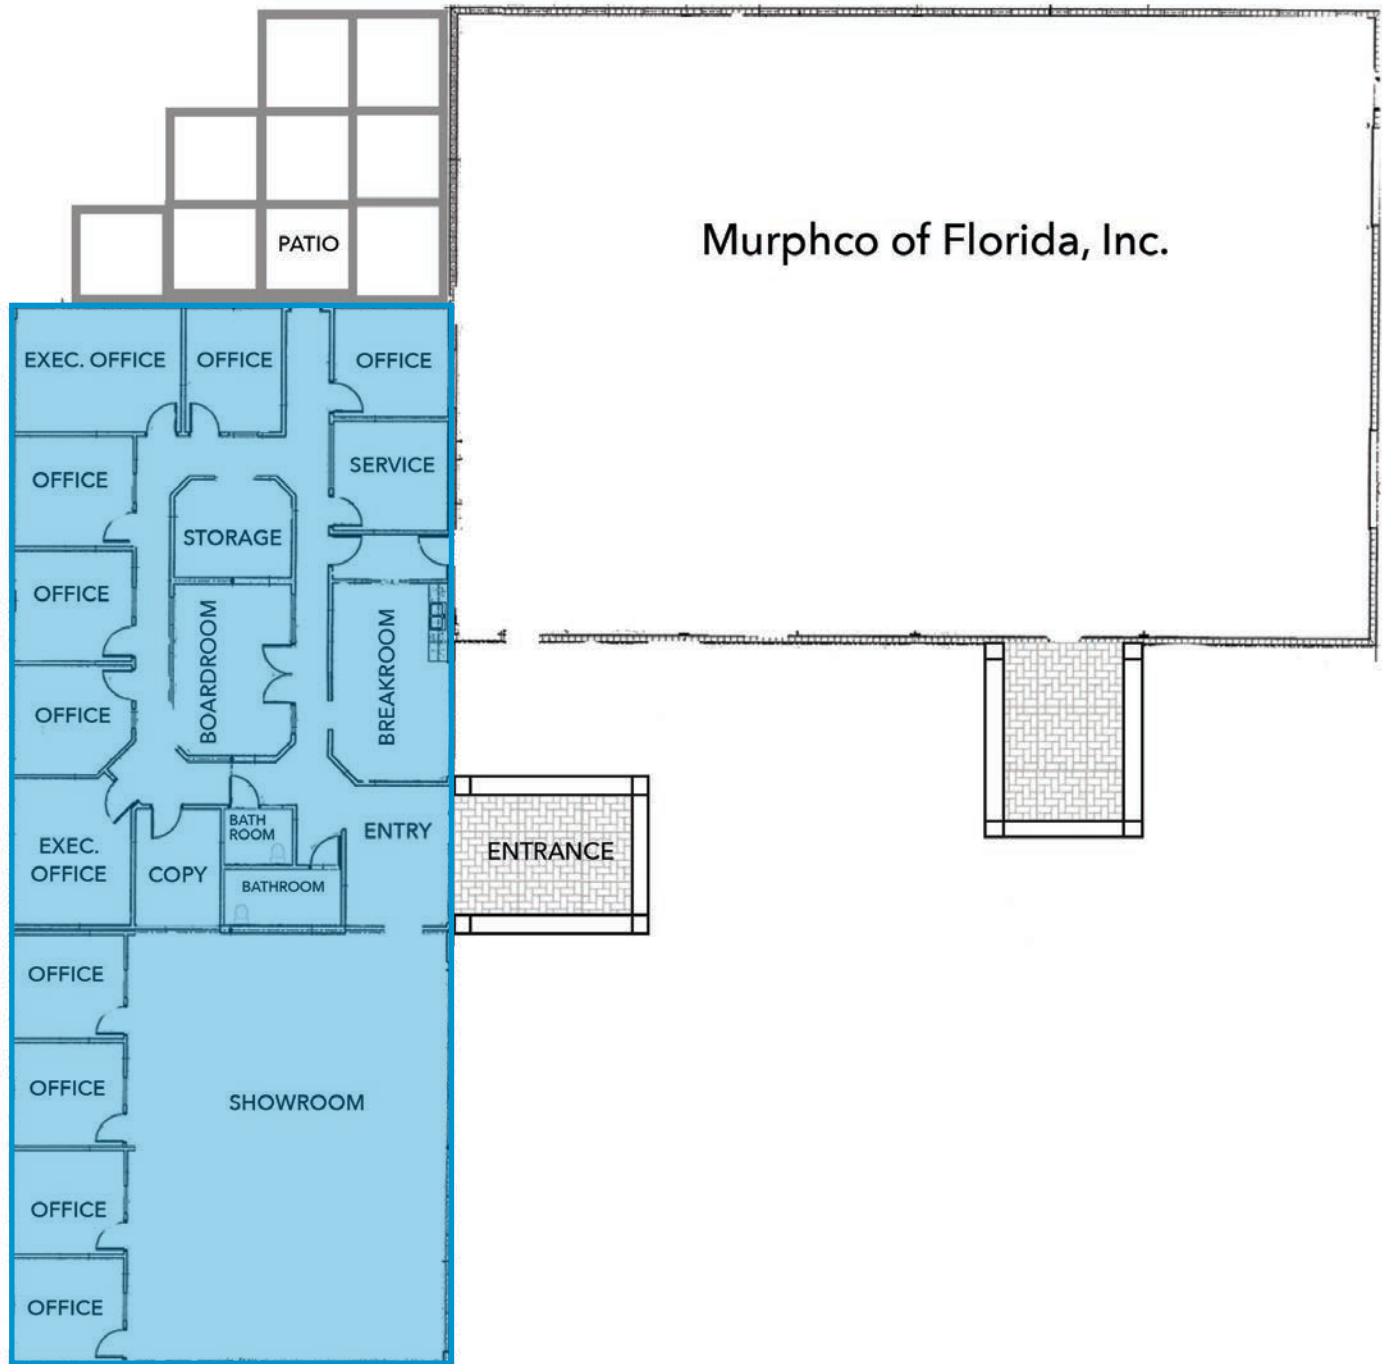 PATIO
Murphco of Florida, Inc.
EXEC. OFFICE
OFFICE
OFFICE
OFFICE
SERVICE
STORAGE
OFFICE
BOARDROOM
BREAKROOM
OFFICE
EXEC.
OFFICE
COPY
BATH
ROOM
BATHROOM
ENTRY
ENTRANCE
OFFICE
OFFICE
SHOWROOM
OFFICE
OFFICE